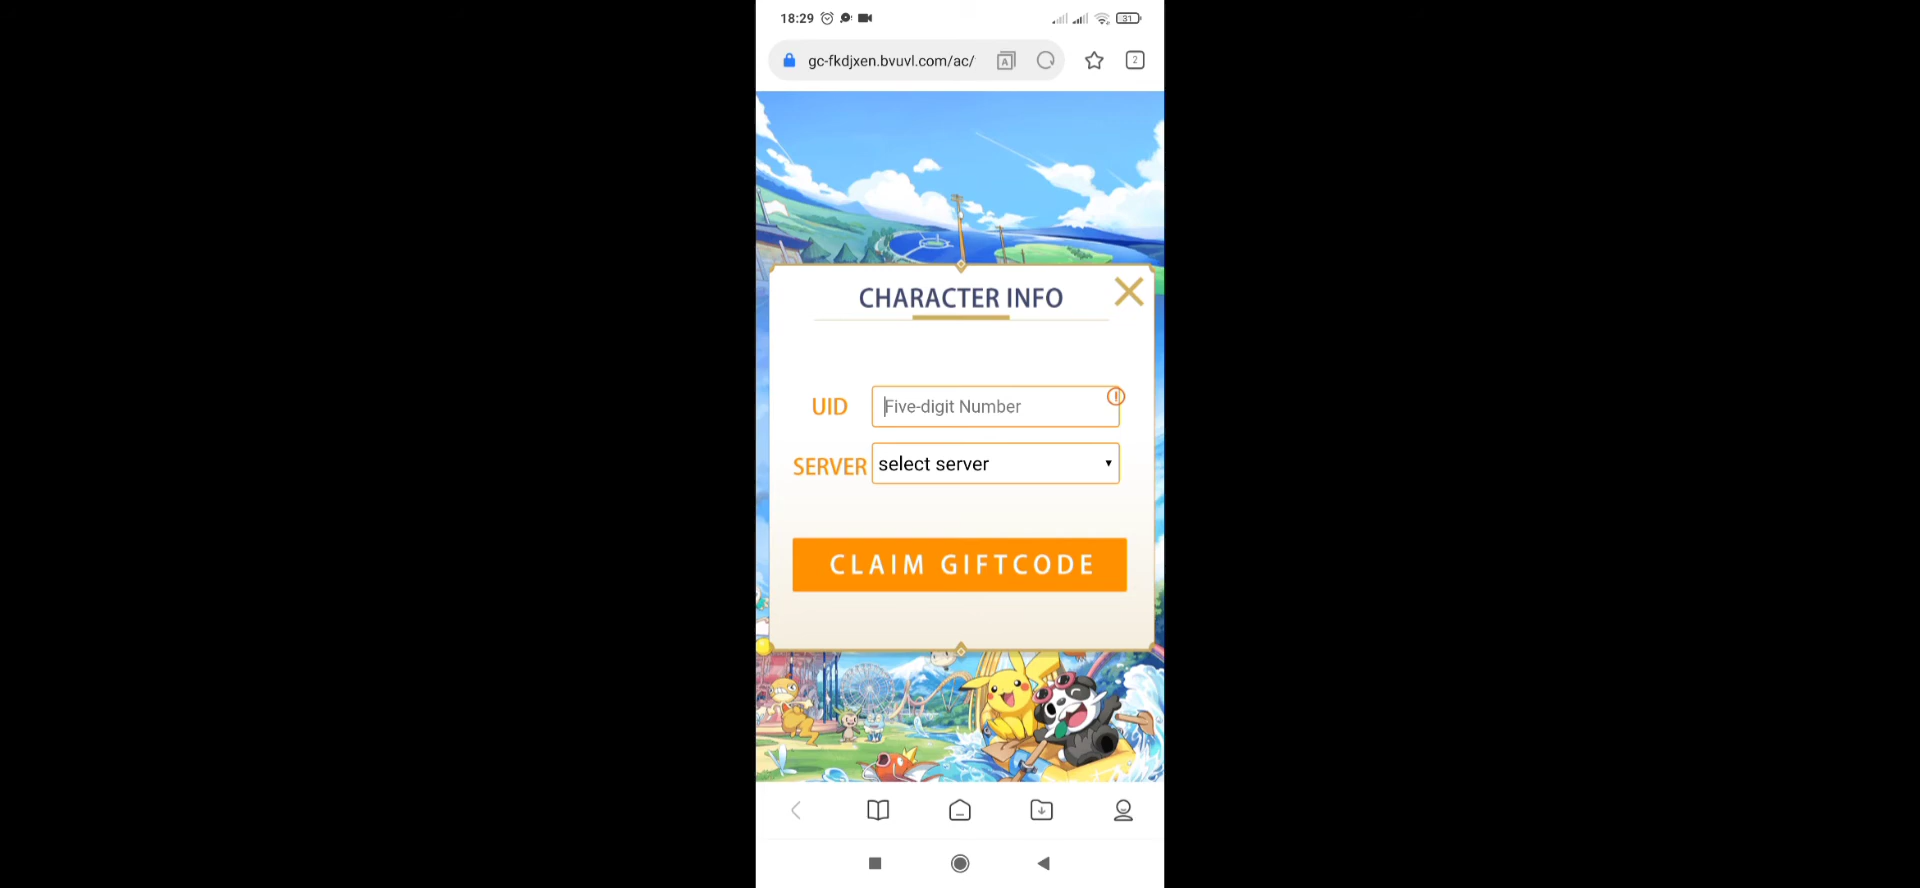 18:29
31
gc-fkdjxen.bvuvl.com/ac/
A
2
CHARACTER INFO
UID
Five-digit Number
SERVER
select server
CLAIM GIFTCODE